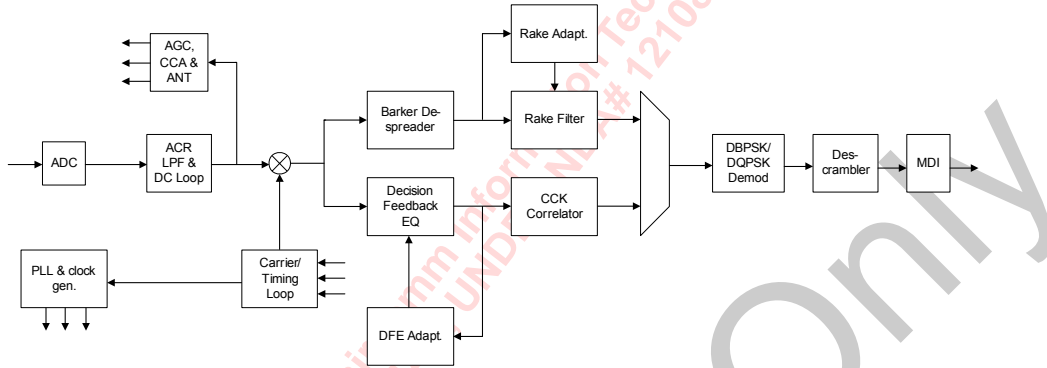 AGC,
CCA &
ANT
Rake Adapt.
Barker De-
spreader
Rake Filter
ADC
ACR
LPF &
DC Loop
DBPSK/
DQPSK
Demod
Des-
crambler
MDI
Decision
Feedback
EQ
CCK
Correlator
PLL & clock
gen.
Carrier/
Timing
Loop
DFE Adapt.
Only